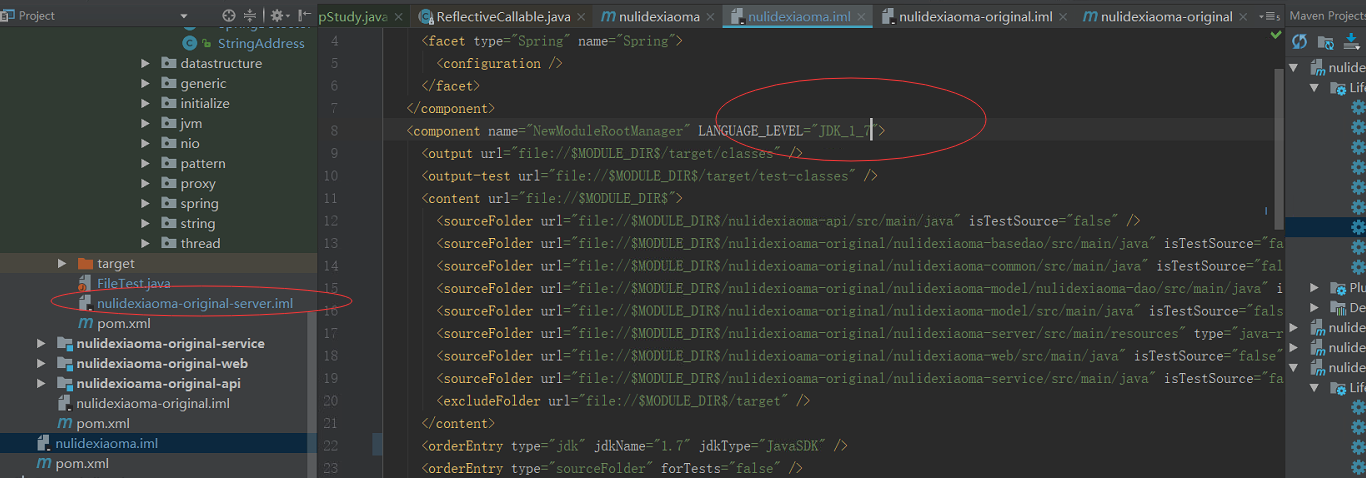 Project
pStudy.java
ReflectiveCallable.java
nulidexiaoma
nulidexiaoma.iml
nulidexiaoma-original.iml
nulidexiaoma-original
Maven Projects
StringAddress
datastructure
generic
initialize
jvm
nio
pattern
proxy
spring
string
thread
target
FileTest.java
nulidexiaoma-original-server.iml
pom.xml
nulidexiaoma-original-service
nulidexiaoma-original-web
nulidexioama-original-api
nulidexiaoma-original.iml
pom.xml
nulidexiaoma.iml
pom.xml
4 <facet type="Spring" name="Spring">
5 <configuration />
6 </facet>
7 </component>
8 <component name="NewModuleRootManager" LANGUAGE_LEVEL="JDK_1_7">
9 <output url="file://$MODULE_DIR$/target/classes" />
10 <output-test url="file://$MODULE_DIR$/target/test-classes" />
11 <content url="file://$MODULE_DIR$">
12 <sourceFolder url="file://$MODULE_DIR$/nulidexiaoma-api/src/main/java" isTestSource="false" />
13 <sourceFolder url="file://$MODULE_DIR$/nulidexiaoma-original/nulidexiaoma-basedao/src/main/java" isTestSource="fa
14 <sourceFolder url="file://$MODULE_DIR$/nulidexiaoma-original/nulidexiaoma-common/src/main/java" isTestSource="fal
15 <sourceFolder url="file://$MODULE_DIR$/nulidexiaoma-original/nulidexiaoma-model/nulidexiaoma-dao/src/main/java" i
16 <sourceFolder url="file://$MODULE_DIR$/nulidexiaoma-original/nulidexiaoma-model/src/main/java" isTestSource="fals
17 <sourceFolder url="file://$MODULE_DIR$/nulidexiaoma-original/nulidexiaoma-server/src/main/resources" type="java-r
18 <sourceFolder url="file://$MODULE_DIR$/nulidexiaoma-original/nulidexiaoma-web/src/main/java" isTestSource="false"
19 <sourceFolder url="file://$MODULE_DIR$/nulidexiaoma-original/nulidexiaoma-service/src/main/java" isTestSource="fa
20 <excludeFolder url="file://$MODULE_DIR$/target" />
21 </content>
22 <orderEntry type="jdk" jdkName="1.7" jdkType="JavaSDK" />
23 <orderEntry type="sourceFolder" forTests="false" />
nulidex
Life
Plu
De
nulidex
nulidex
nulidex
Life